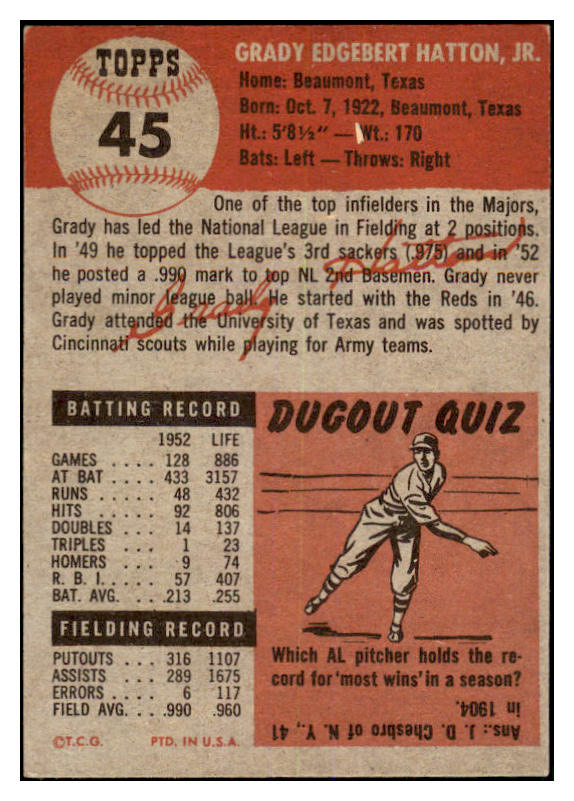 TOPPS
45
GRADY EDGEBERT HATTON, JR.
Home: Beaumont, Texas
Born: Oct. 7, 1922, Beaumont, Texas
Ht.: 5'8½" — Wt.: 170
Bats: Left — Throws: Right
One of the top infielders in the Majors,
Grady has led the National League in Fielding at 2 positions.
In '49 he topped the League's 3rd sackers (.975) and in '52
he posted a .990 mark to top NL 2nd Basemen. Grady never
played minor league ball. He started with the Reds in '46.
Grady attended the University of Texas and was spotted by
Cincinnati scouts while playing for Army teams.
Grady Hatton
BATTING RECORD
1952 LIFE
GAMES .... 128 886
AT BAT .... 433 3157
RUNS ..... 48 432
HITS ..... 92 806
DOUBLES .. 14 137
TRIPLES ... 1 23
HOMERS ... 9 74
R. B. I. .... 57 407
BAT. AVG. .. .213 .255
FIELDING RECORD
PUTOUTS ... 316 1107
ASSISTS .... 289 1675
ERRORS .... 6 117
FIELD AVG. .. .990 .960
©T.C.G. PTD. IN U.S.A.
DUGOUT QUIZ
Which AL pitcher holds the re-
cord for 'most wins' in a season?
Ans.: J. D. Chesbro of N. Y., 41
in 1904.